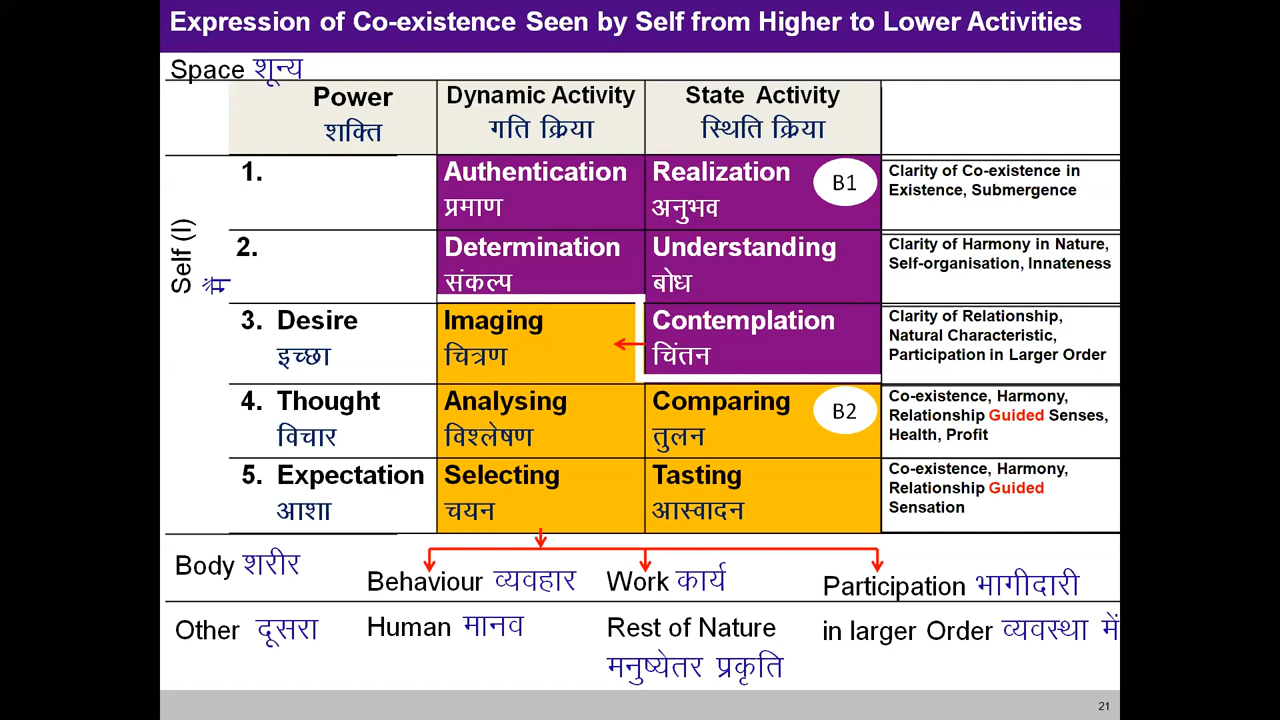 Expression of Co-existence Seen by Self from Higher to Lower Activities
Space शून्य
Power
शक्ति
Dynamic Activity
गति क्रिया
State Activity
स्थिति क्रिया
Self (I)
मैं
1.
Authentication
प्रमाण
Realization
अनुभव
B1
Clarity of Co-existence in
Existence, Submergence
2.
Determination
संकल्प
Understanding
बोध
Clarity of Harmony in Nature,
Self-organisation, Innateness
3. Desire
इच्छा
Imaging
चित्रण
Contemplation
चिंतन
Clarity of Relationship,
Natural Characteristic,
Participation in Larger Order
4. Thought
विचार
Analysing
विश्लेषण
Comparing
तुलन
B2
Co-existence, Harmony,
Relationship Guided Senses,
Health, Profit
5. Expectation
आशा
Selecting
चयन
Tasting
आस्वादन
Co-existence, Harmony,
Relationship Guided
Sensation
Body शरीर
Behaviour व्यवहार
Work कार्य
Participation भागीदारी
Other दूसरा
Human मानव
Rest of Nature
मनुष्येतर प्रकृति
in larger Order व्यवस्था में
21